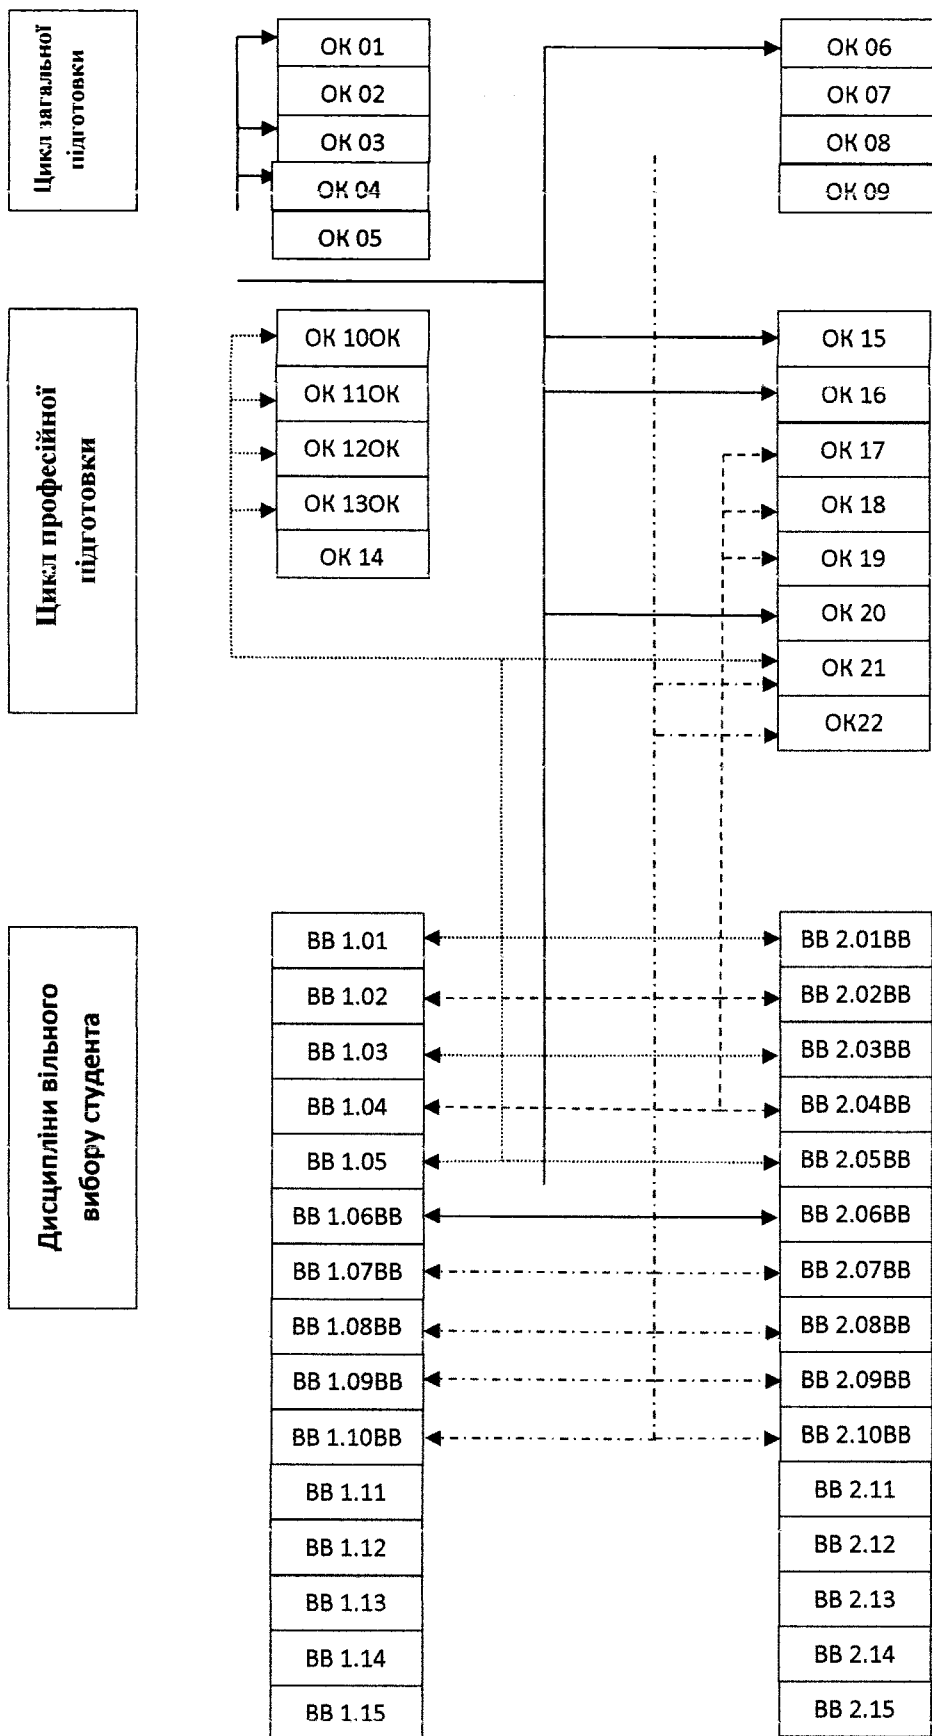 Цикл загальної
підготовки
ОК 01
ОК 02
ОК 03
ОК 04
ОК 05
ОК 06
ОК 07
ОК 08
ОК 09
Цикл професійної
підготовки
ОК 10ОК
ОК 11ОК
ОК 12ОК
ОК 13ОК
ОК 14
ОК 15
ОК 16
ОК 17
ОК 18
ОК 19
ОК 20
ОК 21
ОК22
Дисципліни вільного
вибору студента
ВВ 1.01
ВВ 1.02
ВВ 1.03
ВВ 1.04
ВВ 1.05
ВВ 1.06ВВ
ВВ 1.07ВВ
ВВ 1.08ВВ
ВВ 1.09ВВ
ВВ 1.10ВВ
ВВ 1.11
ВВ 1.12
ВВ 1.13
ВВ 1.14
ВВ 1.15
ВВ 2.01ВВ
ВВ 2.02ВВ
ВВ 2.03ВВ
ВВ 2.04ВВ
ВВ 2.05ВВ
ВВ 2.06ВВ
ВВ 2.07ВВ
ВВ 2.08ВВ
ВВ 2.09ВВ
ВВ 2.10ВВ
ВВ 2.11
ВВ 2.12
ВВ 2.13
ВВ 2.14
ВВ 2.15